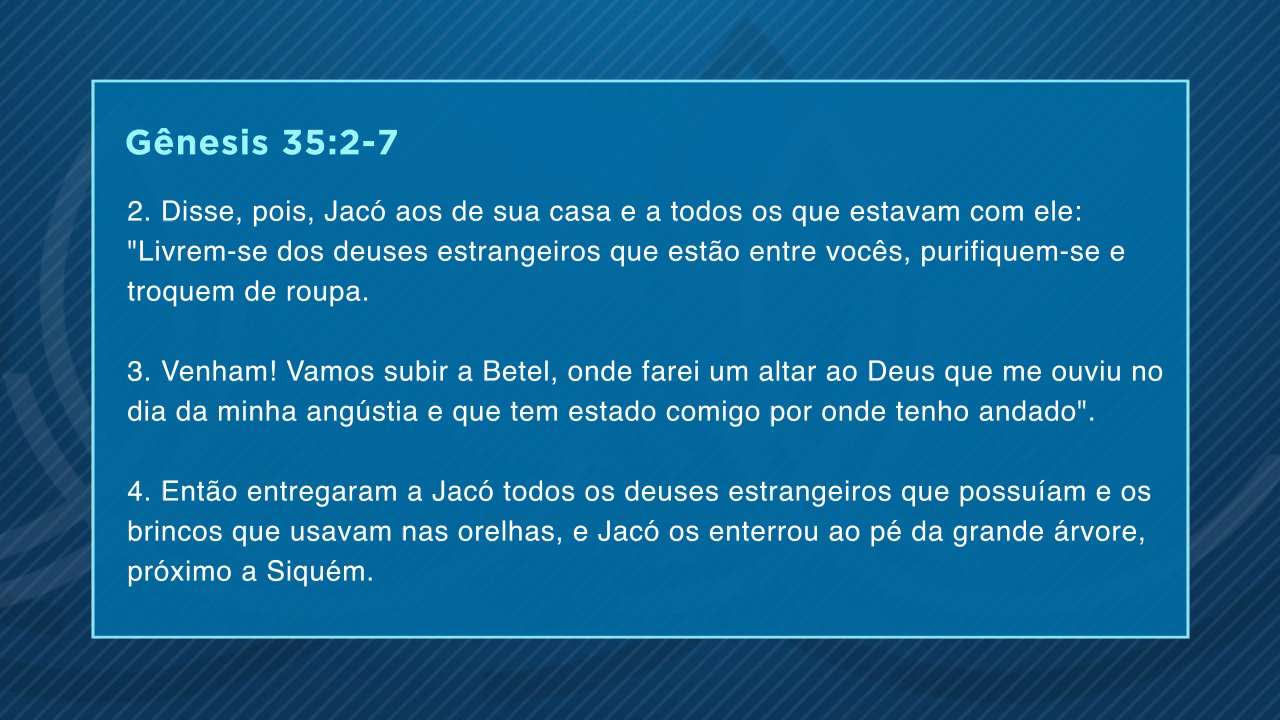 Gênesis 35:2-7
2. Disse, pois, Jacó aos de sua casa e a todos os que estavam com ele:
"Livrem-se dos deuses estrangeiros que estão entre vocês, purifiquem-se e
troquem de roupa.
3. Venham! Vamos subir a Betel, onde farei um altar ao Deus que me ouviu no
dia da minha angústia e que tem estado comigo por onde tenho andado".
4. Então entregaram a Jacó todos os deuses estrangeiros que possuíam e os
brincos que usavam nas orelhas, e Jacó os enterrou ao pé da grande árvore,
próximo a Siquém.